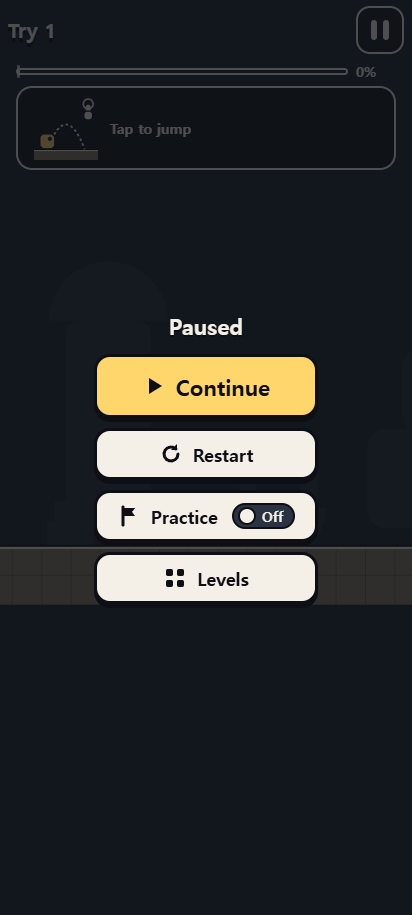 Try 1
0%
Tap to jump
Paused
Continue
Restart
Practice Off
Levels